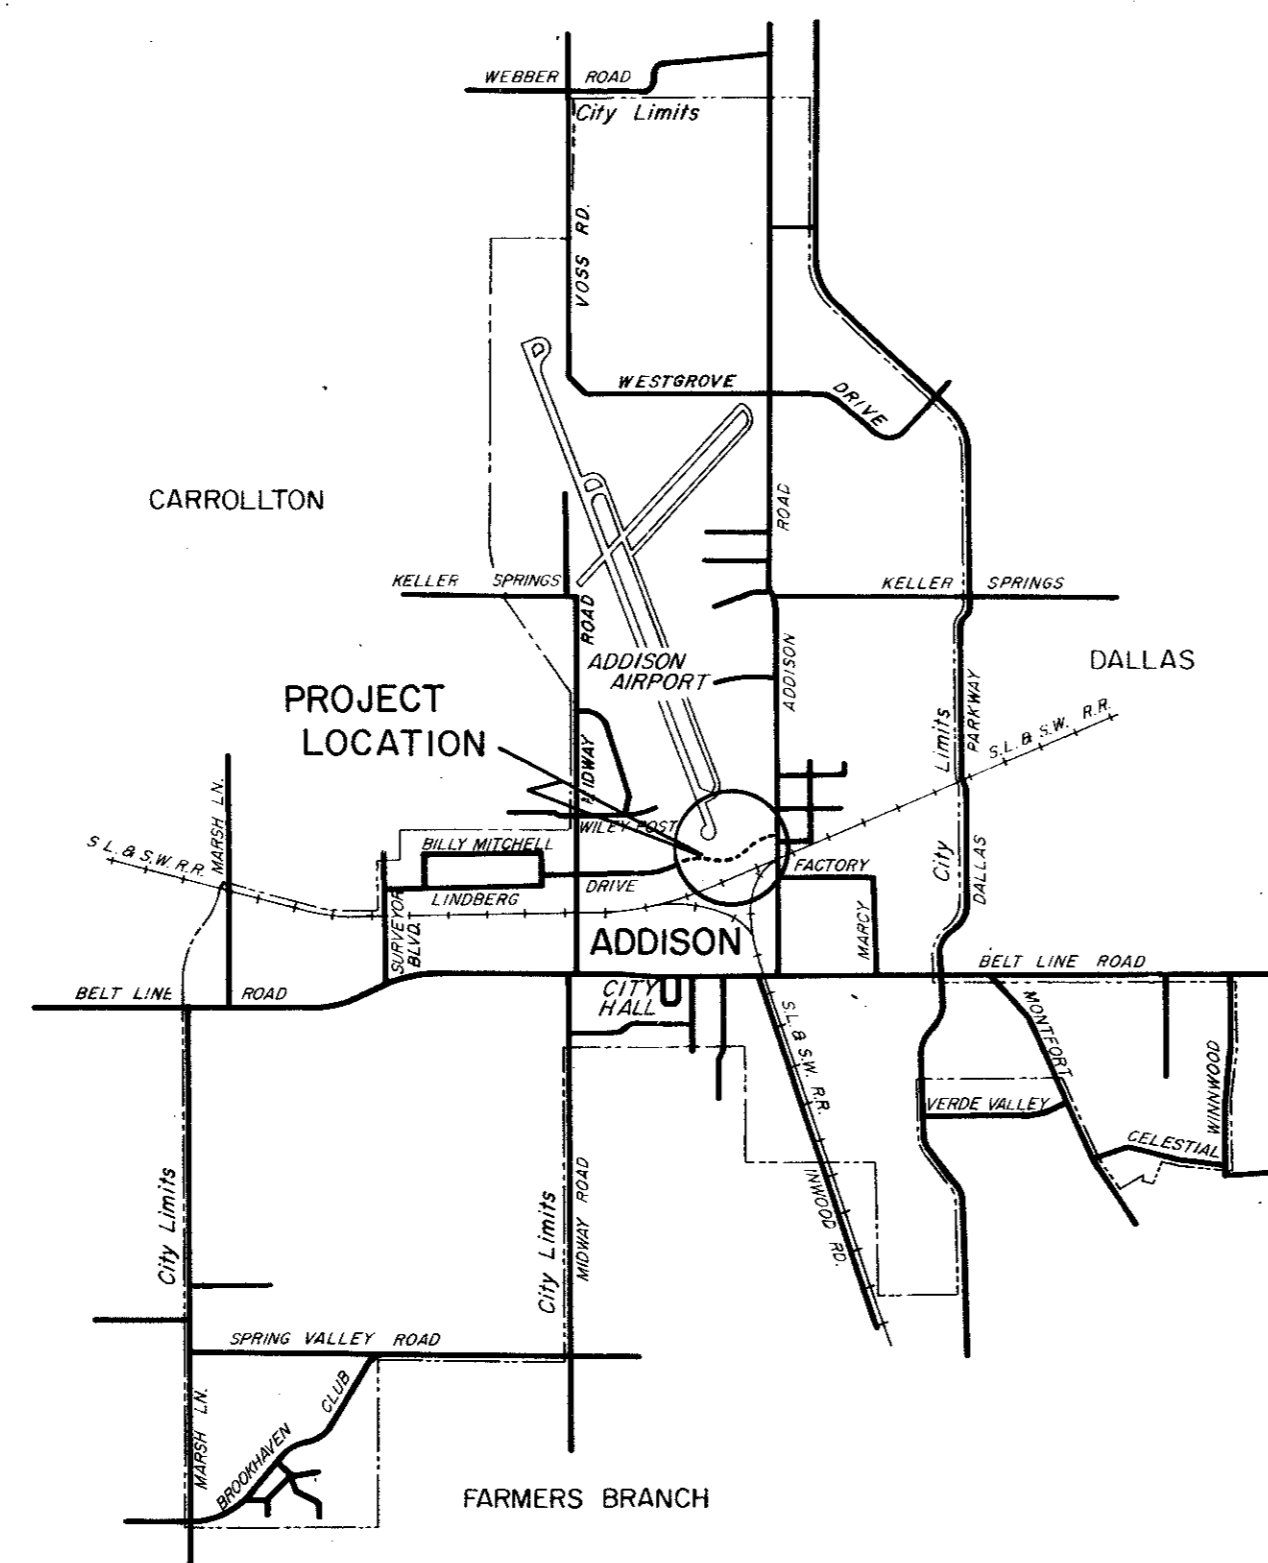 WEBBER ROAD
City Limits
VOSS RD.
WESTGROVE DRIVE
CARROLLTON
ROAD
KELLER SPRINGS
KELLER SPRINGS
ROAD
ADDISON
AIRPORT
ADDISON
DALLAS
PROJECT
LOCATION
City Limits
PARKWAY
S.L. & S.W. R.R.
MIDWAY
MARSH LN.
WILEY POST
S.L. & S.W. R.R.
BILLY MITCHELL
DRIVE
FACTORY
DALLAS
LINDBERG
SURVEYOR
BLVD.
ADDISON
MARCY
BELT LINE ROAD
BELT LINE ROAD
CITY
HALL
S.L. & S.W. R.R.
MONTFORT
WINNWOOD
VERDE VALLEY
CELESTIAL
City Limits
City Limits
MIDWAY ROAD
INWOOD RD.
SPRING VALLEY ROAD
MARSH LN.
BROOKHAVEN CLUB
FARMERS BRANCH